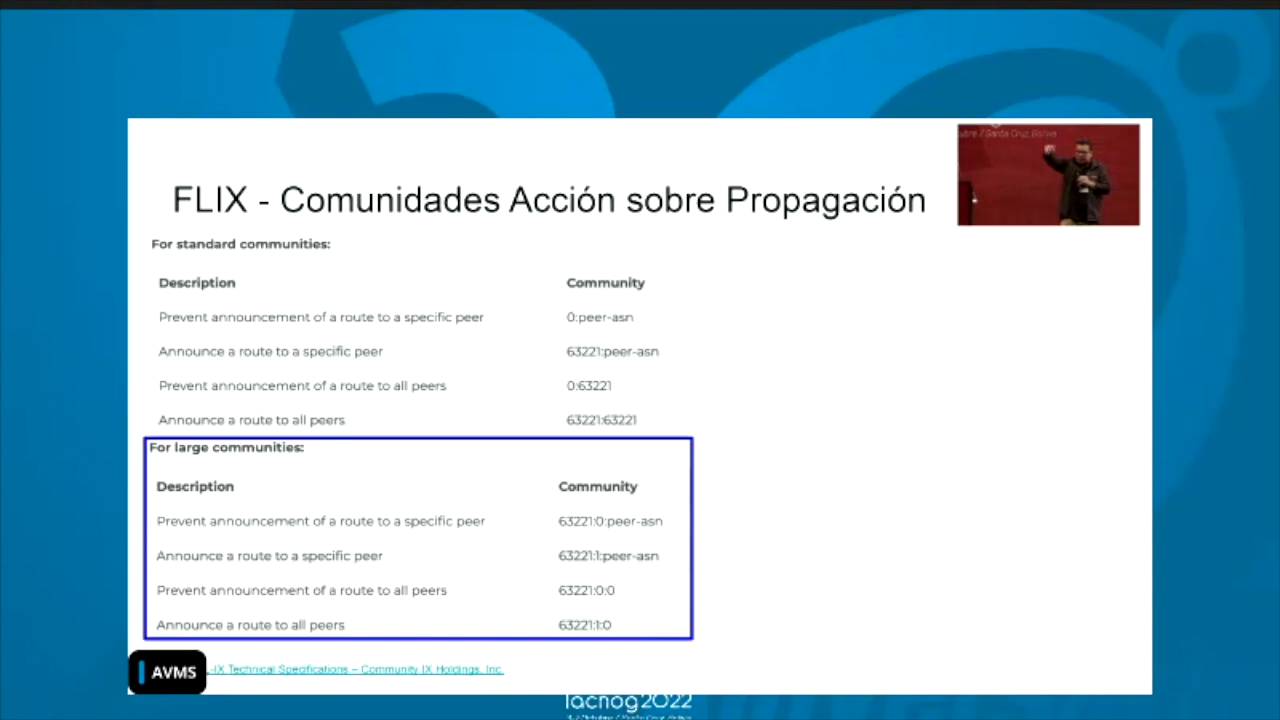 FLIX - Comunidades Acción sobre Propagación
For standard communities:
Description Community
Prevent announcement of a route to a specific peer 0:peer-asn
Announce a route to a specific peer 63221:peer-asn
Prevent announcement of a route to all peers 0:63221
Announce a route to all peers 63221:63221
For large communities:
Description Community
Prevent announcement of a route to a specific peer 63221:0:peer-asn
Announce a route to a specific peer 63221:1:peer-asn
Prevent announcement of a route to all peers 63221:0:0
Announce a route to all peers 63221:1:0
AVMS
-IX Technical Specifications – Community IX Holdings, Inc.
lacnog2022